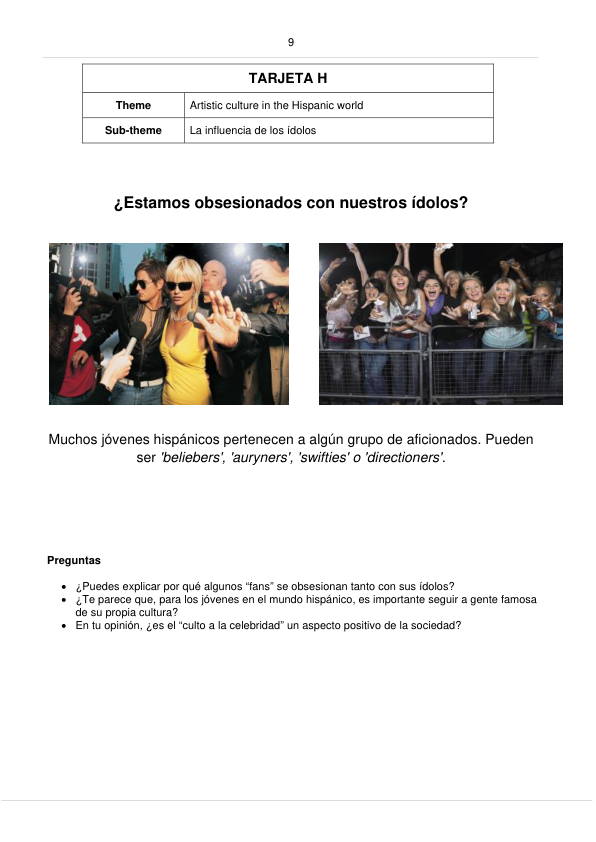 9
TARJETA H
Theme Artistic culture in the Hispanic world
Sub-theme La influencia de los ídolos
¿Estamos obsesionados con nuestros ídolos?
Muchos jóvenes hispánicos pertenecen a algún grupo de aficionados. Pueden
ser 'beliebers', 'auryners', 'swifties' o 'directioners'.
Preguntas
• ¿Puedes explicar por qué algunos “fans” se obsesionan tanto con sus ídolos?
• ¿Te parece que, para los jóvenes en el mundo hispánico, es importante seguir a gente famosa
de su propia cultura?
• En tu opinión, ¿es el “culto a la celebridad” un aspecto positivo de la sociedad?